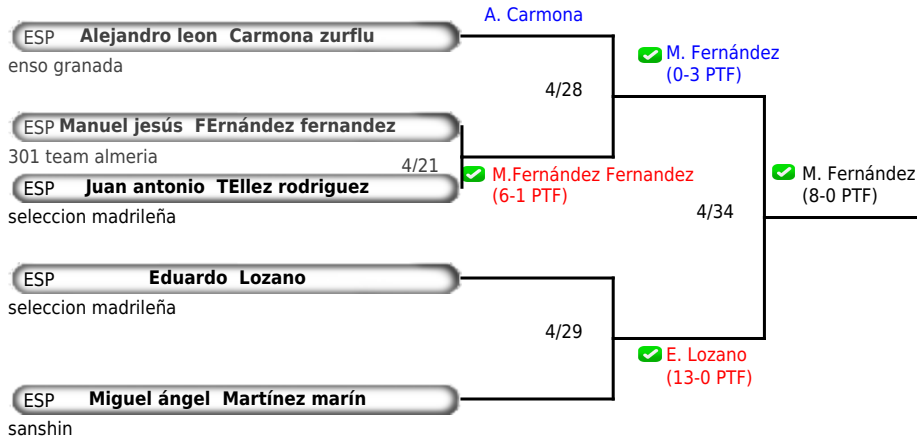 A. Carmona
ESP Alejandro leon Carmona zurflu
enso granada
M. Fernández
(0-3 PTF)
4/28
ESP Manuel jesús FErnández fernandez
301 team almeria
4/21
M.Fernández Fernandez
(6-1 PTF)
M. Fernández
(8-0 PTF)
ESP Juan antonio TEllez rodriguez
seleccion madrileña
4/34
ESP Eduardo Lozano
seleccion madrileña
4/29
E. Lozano
(13-0 PTF)
ESP Miguel ángel Martínez marín
sanshin